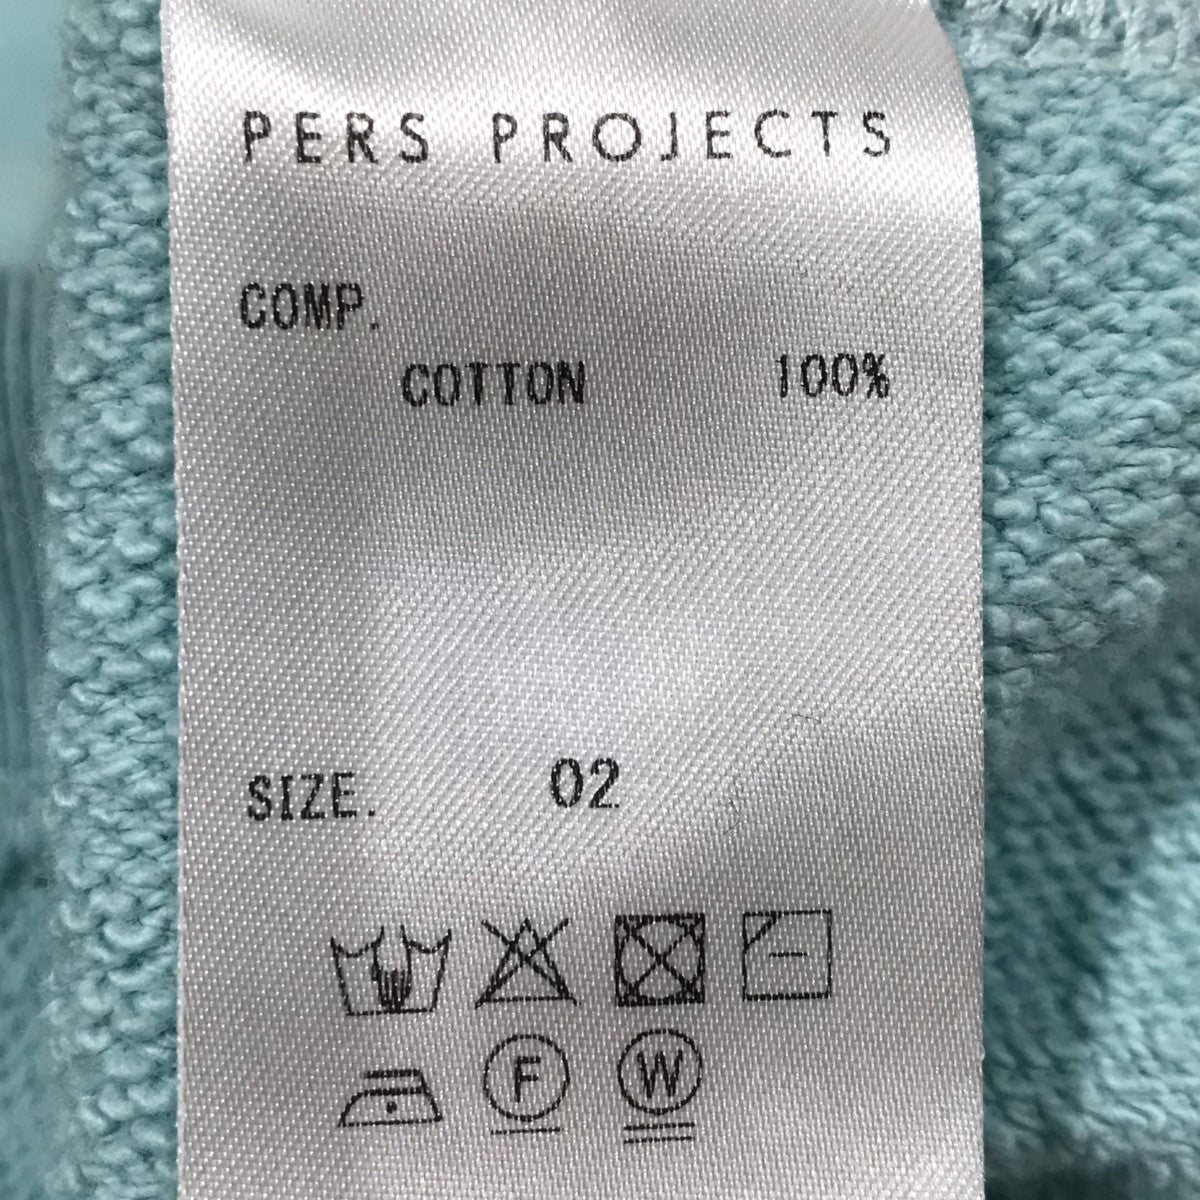 PERS PROJECTS
COMP.
COTTON 100%
SIZE. 02
F W